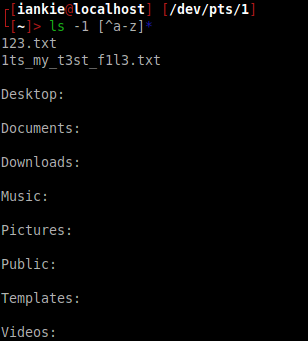 ┌[iankie@localhost] [/dev/pts/1]
└[~]> ls -1 [^a-z]*
123.txt
1ts_my_t3st_f1l3.txt
Desktop:
Documents:
Downloads:
Music:
Pictures:
Public:
Templates:
Videos: